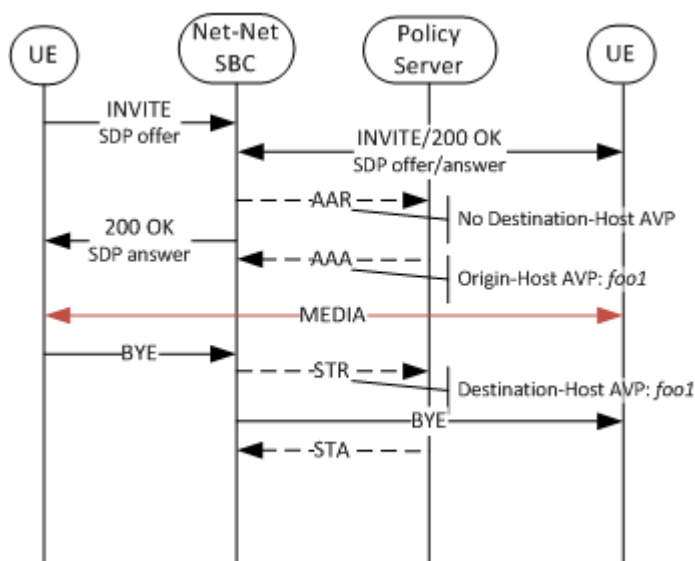 UE
Net-Net
SBC
Policy
Server
UE
INVITE
SDP offer
INVITE/200 OK
SDP offer/answer
AAR
No Destination-Host AVP
200 OK
SDP answer
AAA
Origin-Host AVP: foo1
MEDIA
BYE
STR
Destination-Host AVP: foo1
BYE
STA